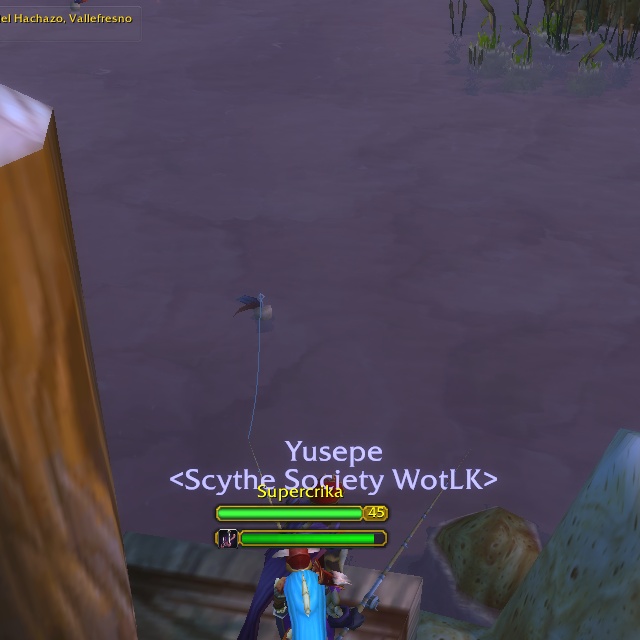 el Hachazo, Vallefresno
Yusepe
<Scythe Society WotLK>
Supercrika
45